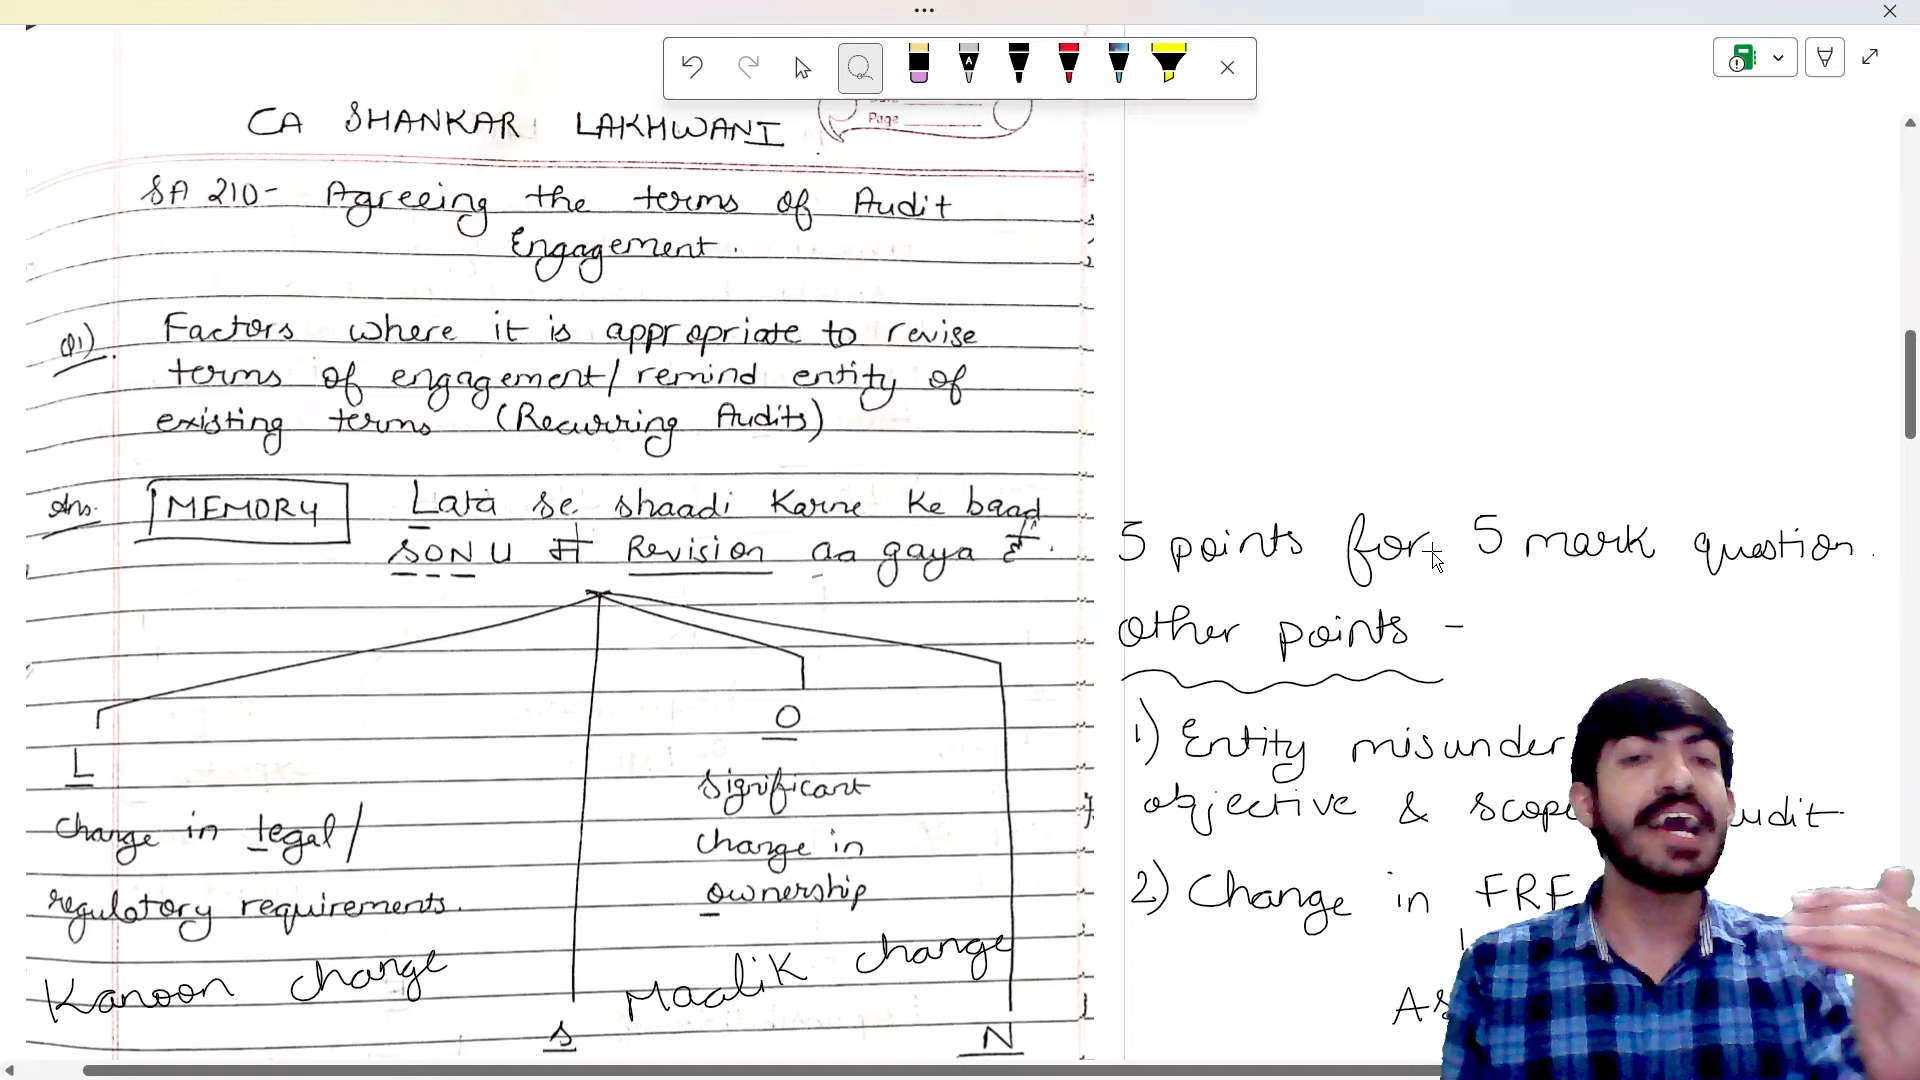 Page
CA SHANKAR LAKHWANI
SA 210- Agreeing the terms of Audit
Engagement.
Q1). Factors where it is appropriate to revise
terms of engagement/ remind entity of
existing terms (Recurring Audits)
Ans. MEMORY Lata se shaadi Karne Ke baad
SONU में Revision aa gaya है.
L
change in legal/
regulatory requirements.
Kanoon change
O
significant
change in
ownership
Maalik change
S
N
5 points for 5 mark question.
other points -
1) Entity misunder
objective & scope udit
2) Change in FRF
As